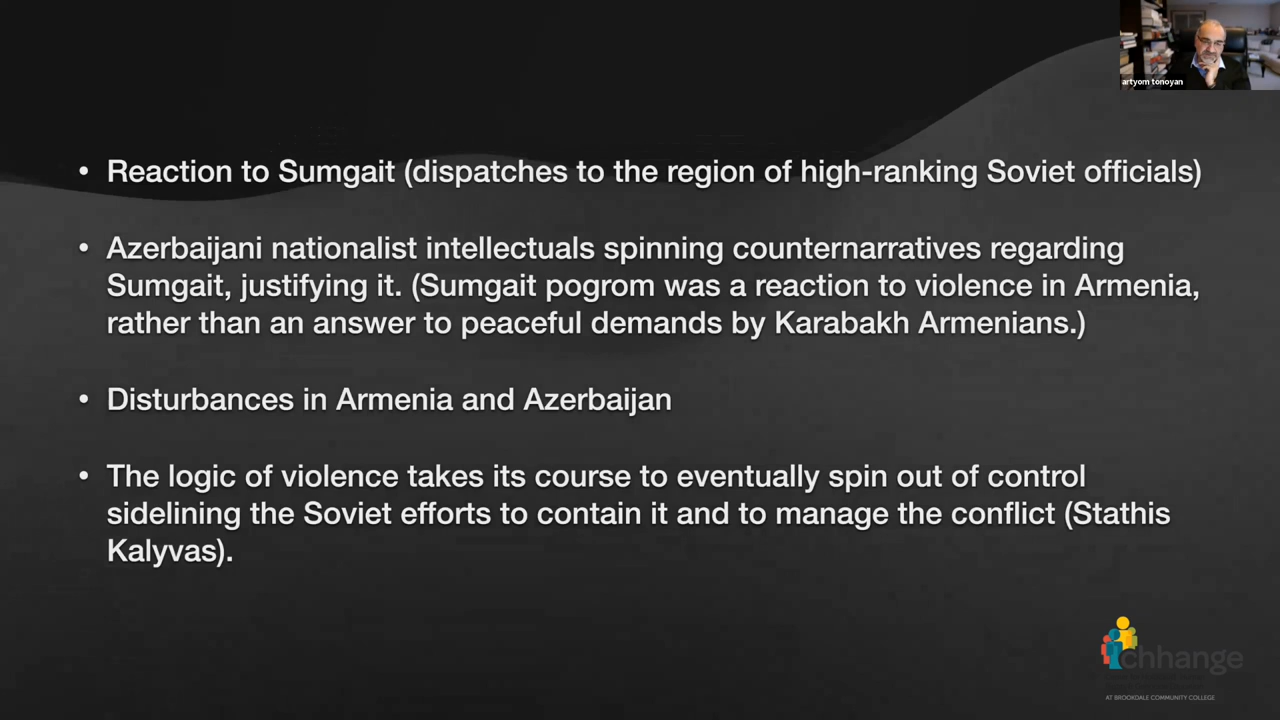 artyom tonoyan
• Reaction to Sumgait (dispatches to the region of high-ranking Soviet officials)
• Azerbaijani nationalist intellectuals spinning counternarratives regarding
Sumgait, justifying it. (Sumgait pogrom was a reaction to violence in Armenia,
rather than an answer to peaceful demands by Karabakh Armenians.)
• Disturbances in Armenia and Azerbaijan
• The logic of violence takes its course to eventually spin out of control
sidelining the Soviet efforts to contain it and to manage the conflict (Stathis
Kalyvas).
chhange
AT BROOKDALE COMMUNITY COLLEGE